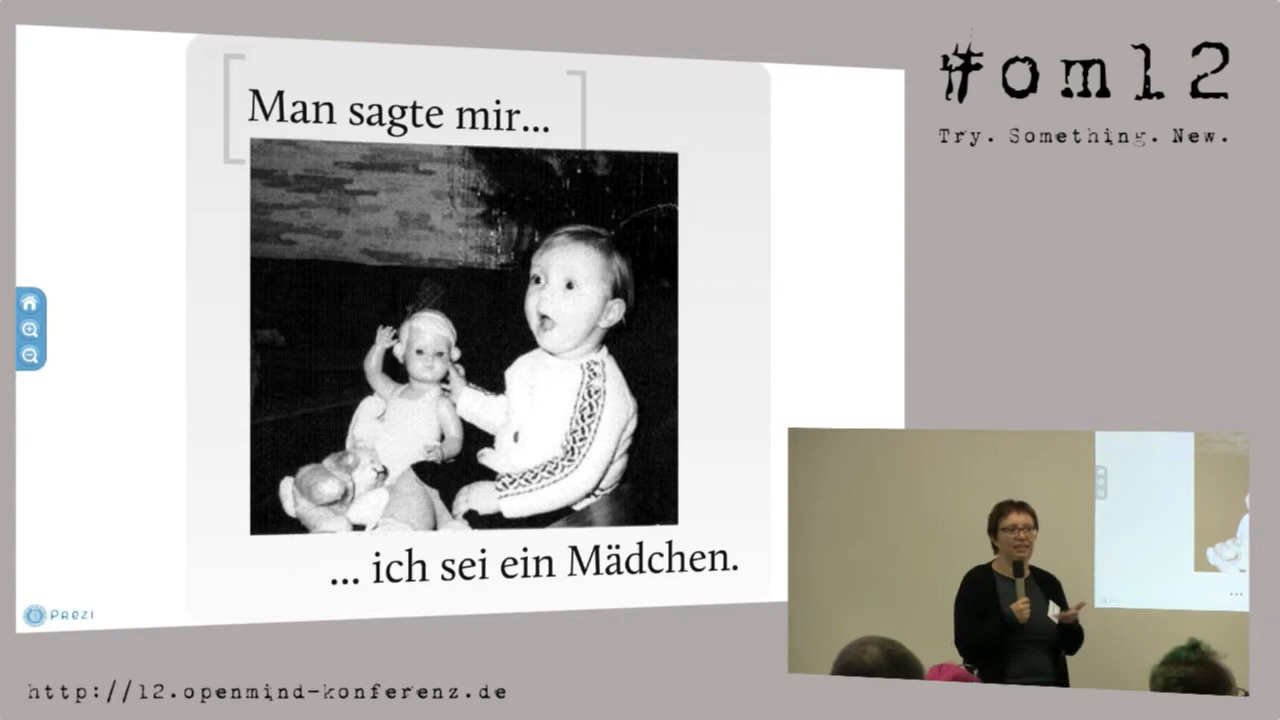 Man sagte mir...
... ich sei ein Mädchen.
PREZI
#om12
Try. Something. New.
...
http://12.openmind-konferenz.de